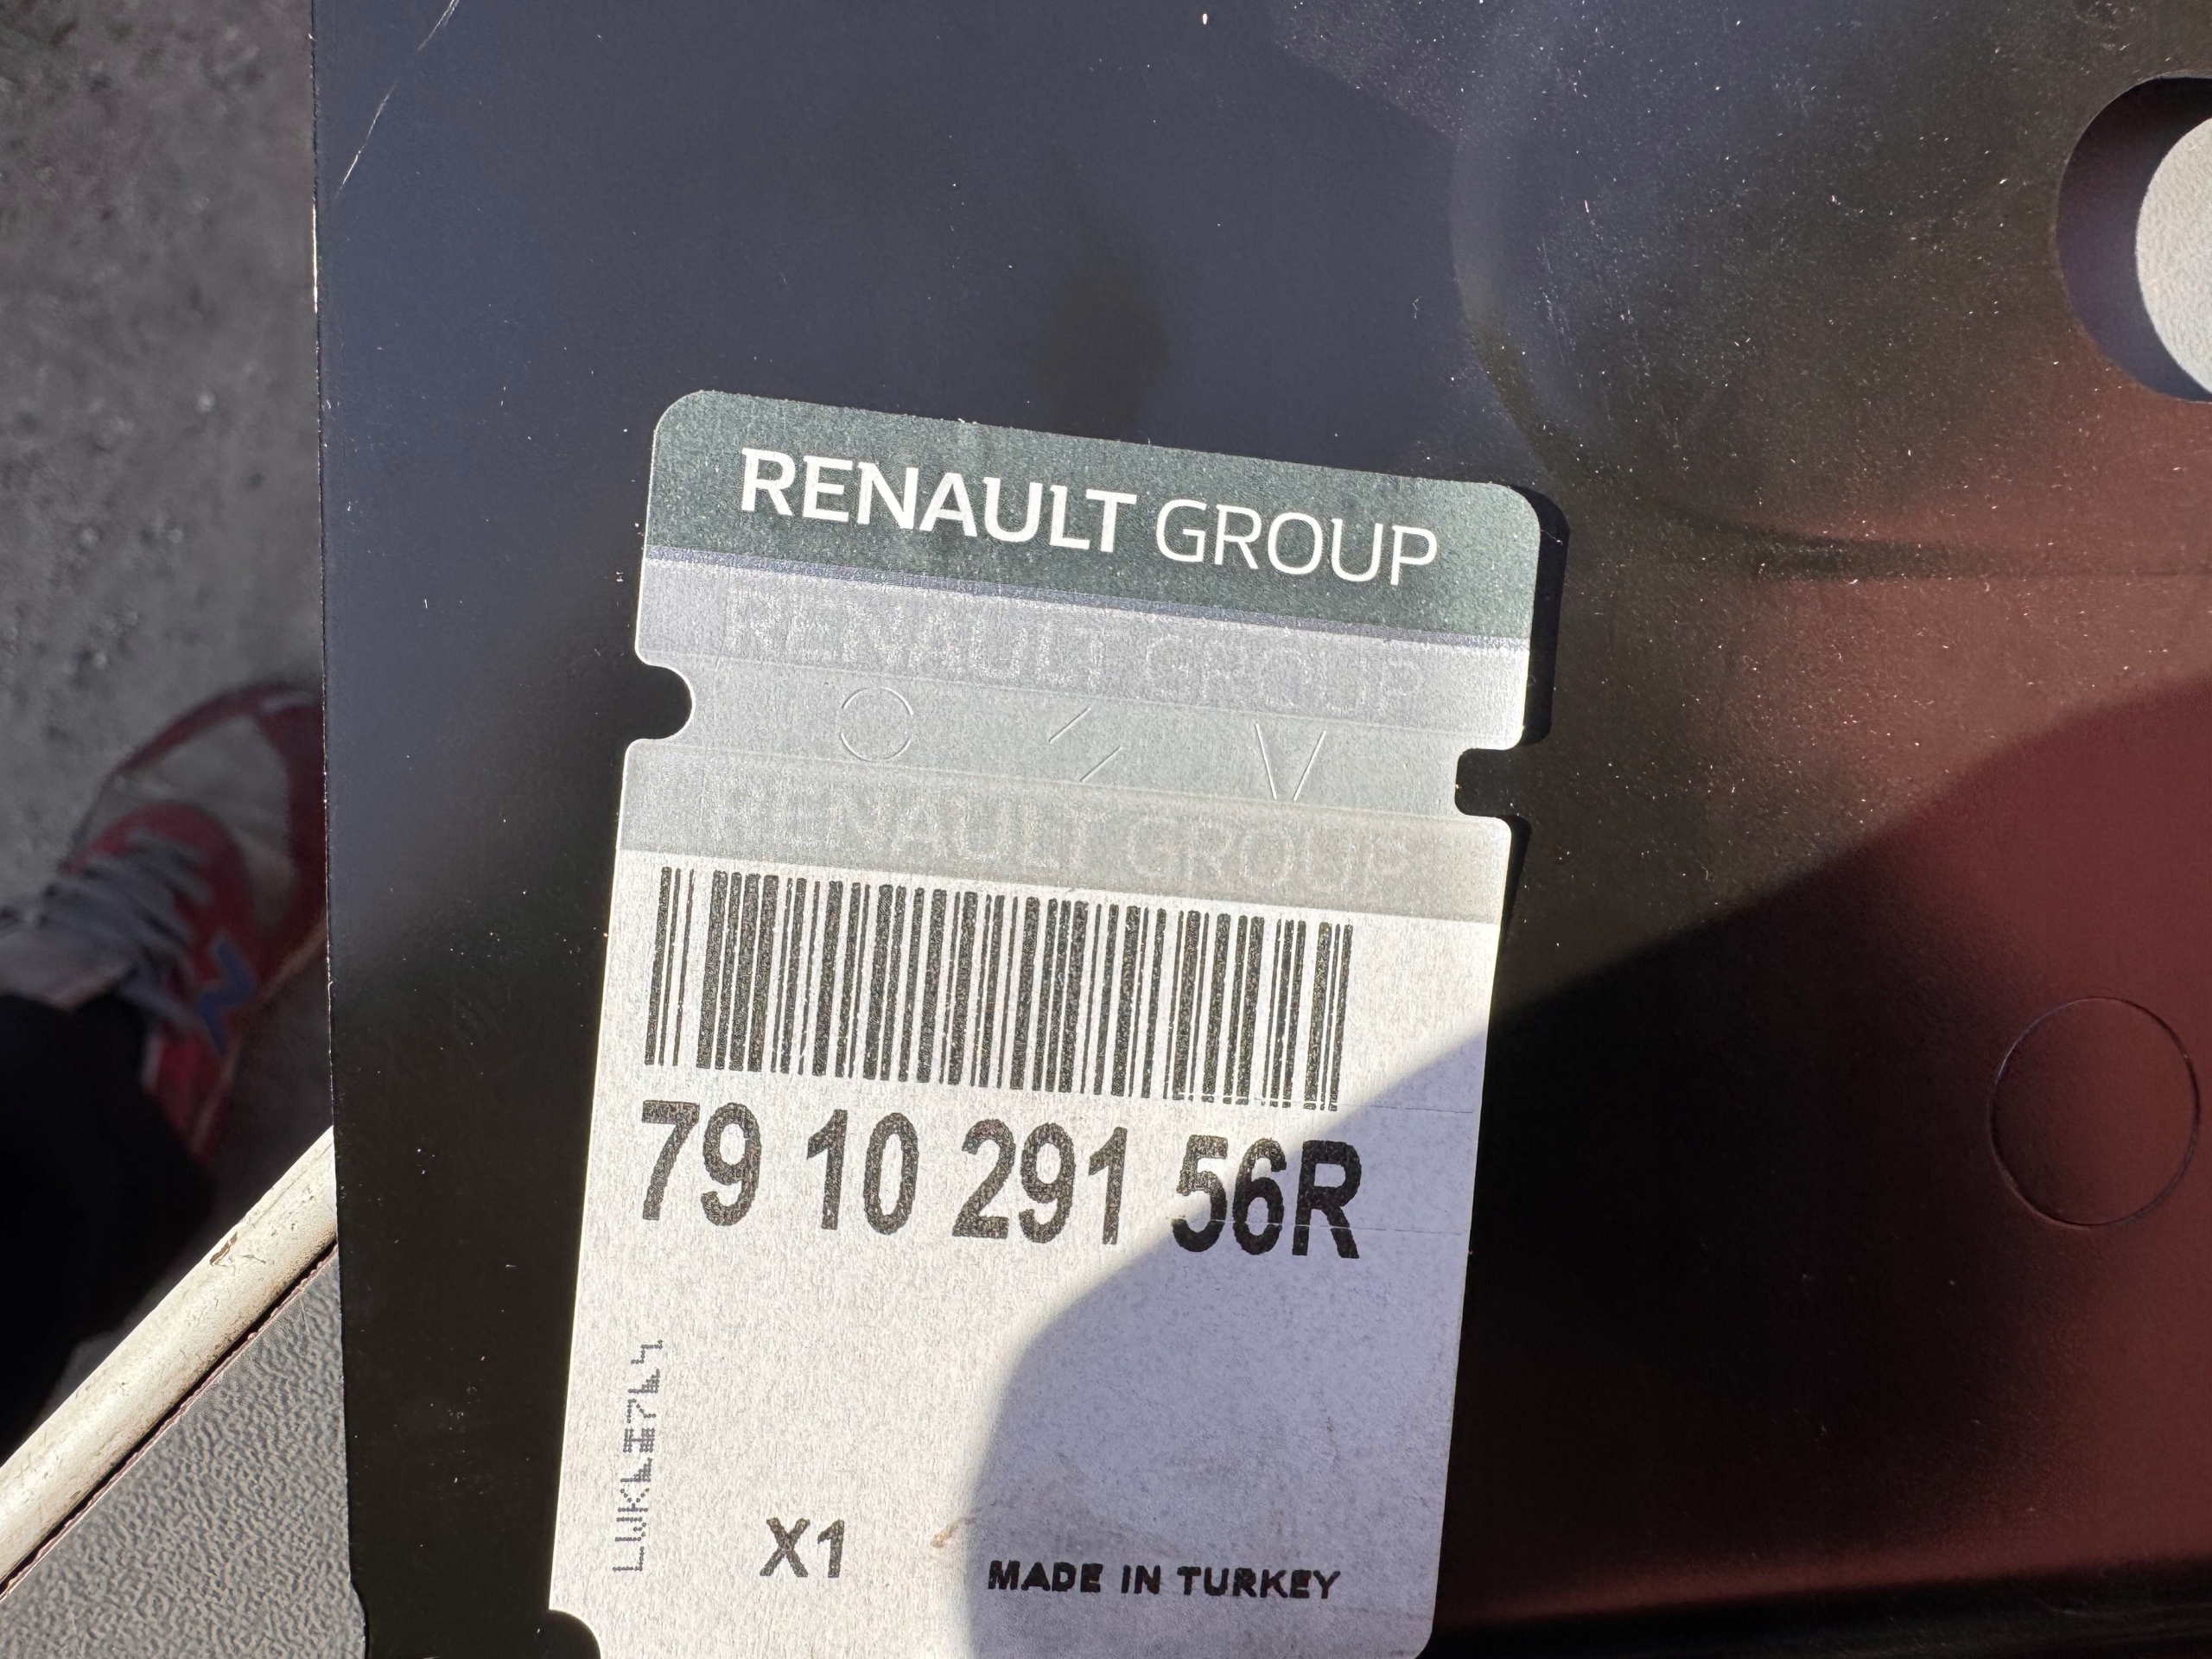 RENAULT GROUP
RENAULT GROUP
RENAULT GROUP
79 10 291 56R
X1
MADE IN TURKEY